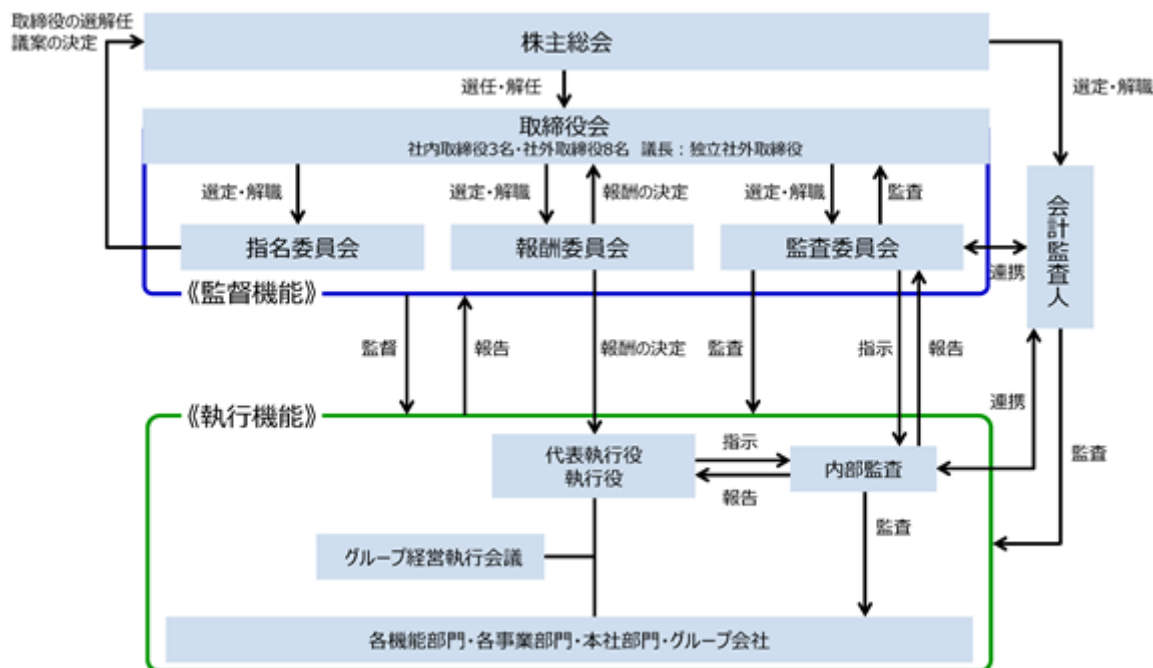 取締役の選解任
議案の決定
株主総会
選任・解任
選定・解職
取締役会
社内取締役3名・社外取締役8名 議長：独立社外取締役
選定・解職
選定・解職
報酬の決定
選定・解職
監査
会計監査人
指名委員会
報酬委員会
監査委員会
連携
《監督機能》
監督
報告
報酬の決定
監査
指示
報告
連携
《執行機能》
代表執行役
執行役
指示
報告
内部監査
監査
監査
グループ経営執行会議
各機能部門・各事業部門・本社部門・グループ会社